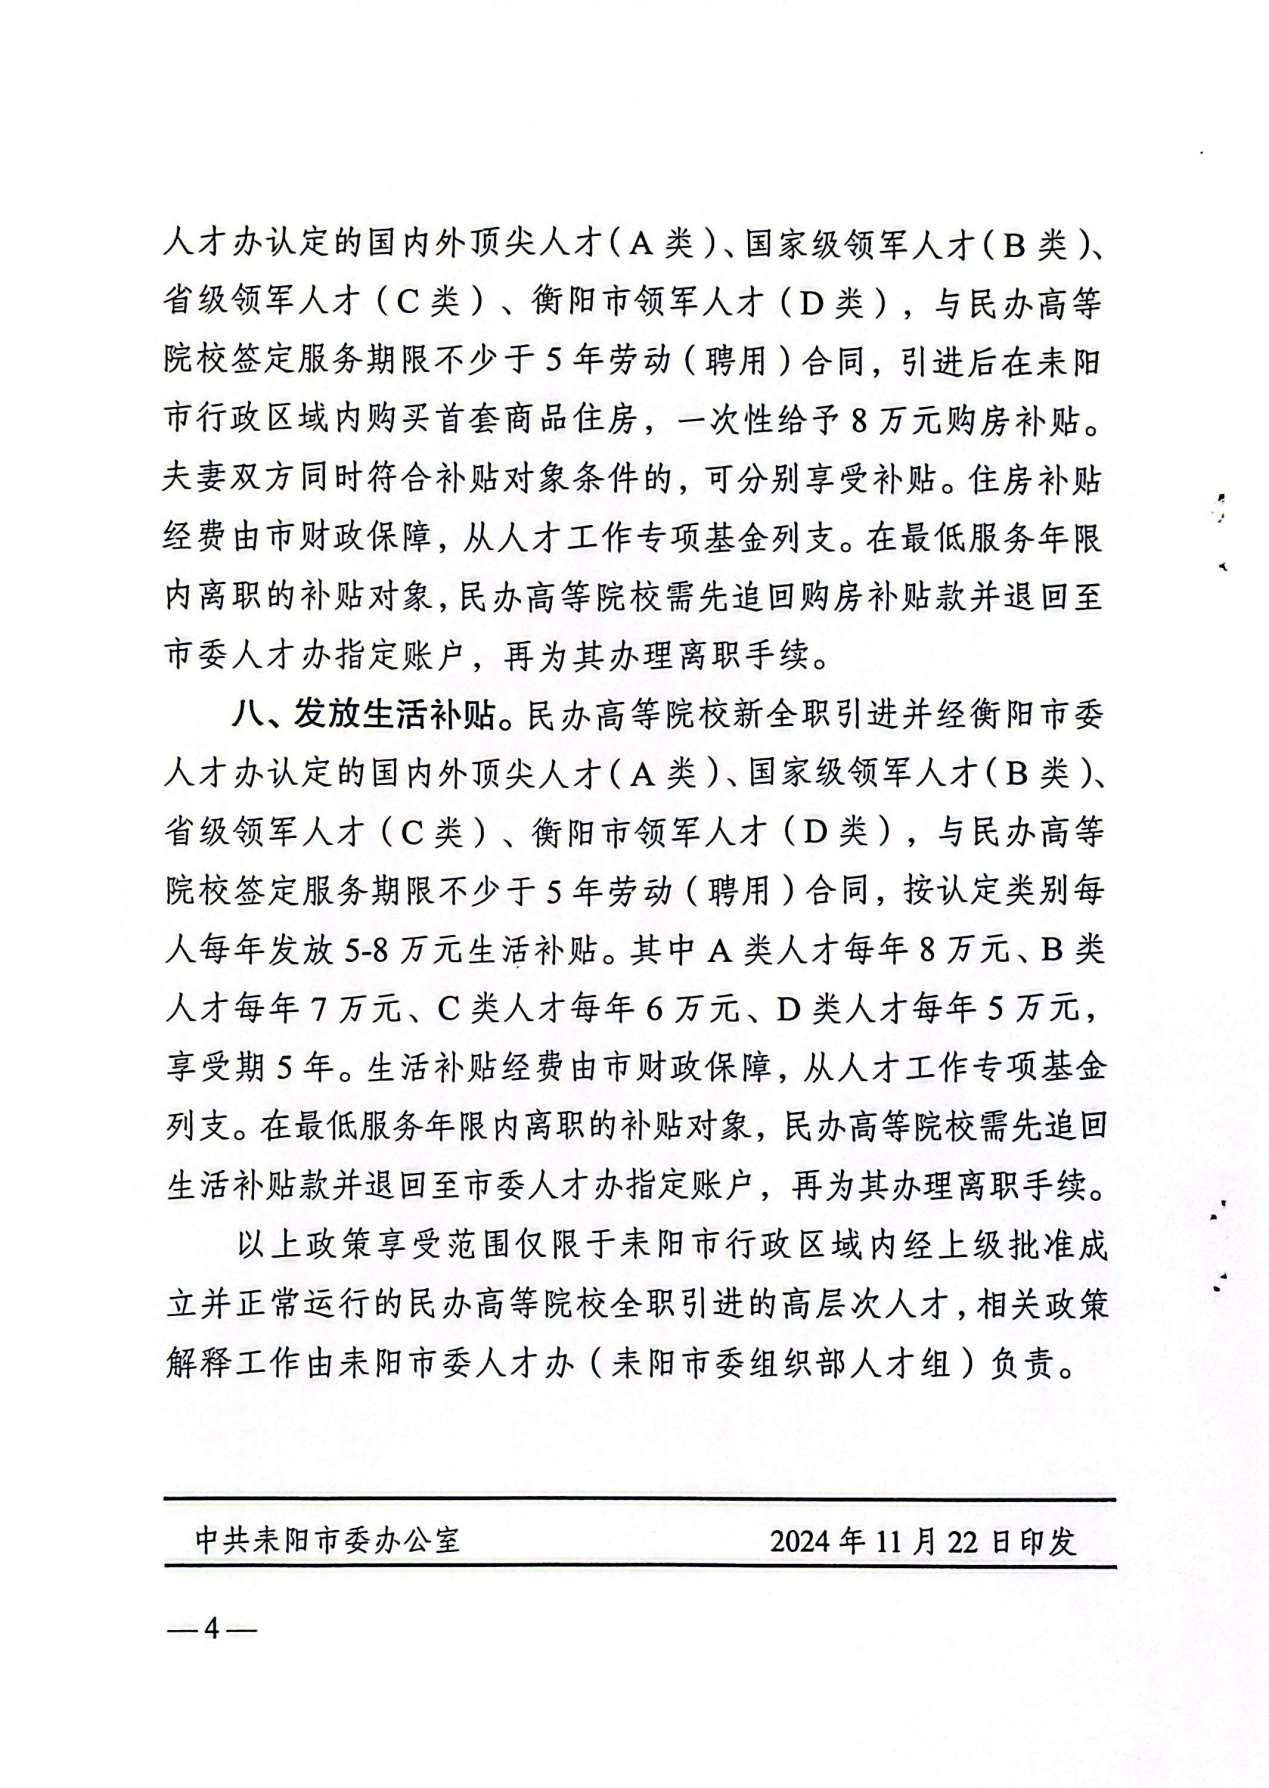 人才办认定的国内外顶尖人才（A 类）、国家级领军人才（B 类）、
省级领军人才（C 类）、衡阳市领军人才（D 类），与民办高等
院校签定服务期限不少于 5 年劳动（聘用）合同，引进后在耒阳
市行政区域内购买首套商品住房，一次性给予 8 万元购房补贴。
夫妻双方同时符合补贴对象条件的，可分别享受补贴。住房补贴
经费由市财政保障，从人才工作专项基金列支。在最低服务年限
内离职的补贴对象，民办高等院校需先追回购房补贴款并退回至
市委人才办指定账户，再为其办理离职手续。
八、发放生活补贴。民办高等院校新全职引进并经衡阳市委
人才办认定的国内外顶尖人才（A 类）、国家级领军人才（B 类）、
省级领军人才（C 类）、衡阳市领军人才（D 类），与民办高等
院校签定服务期限不少于 5 年劳动（聘用）合同，按认定类别每
人每年发放 5-8 万元生活补贴。其中 A 类人才每年 8 万元、B 类
人才每年 7 万元、C 类人才每年 6 万元、D 类人才每年 5 万元，
享受期 5 年。生活补贴经费由市财政保障，从人才工作专项基金
列支。在最低服务年限内离职的补贴对象，民办高等院校需先追回
生活补贴款并退回至市委人才办指定账户，再为其办理离职手续。
以上政策享受范围仅限于耒阳市行政区域内经上级批准成
立并正常运行的民办高等院校全职引进的高层次人才，相关政策
解释工作由耒阳市委人才办（耒阳市委组织部人才组）负责。
中共耒阳市委办公室 2024 年 11 月 22 日印发
—4—